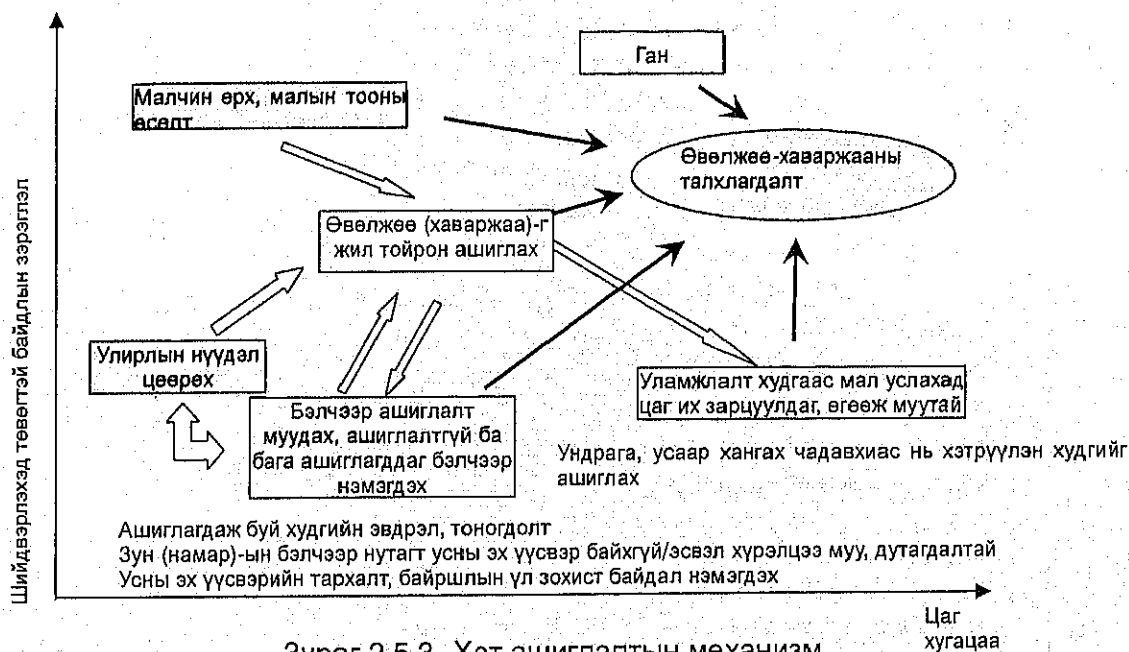 Ган
Малчин өрх, малын тооны
өсөлт
Өвөлжөө-хаваржааны
талхлагдалт
Өвөлжөө (хаваржаа)-г
жил тойрон ашиглах
Шийдвэрлэхэд төвөгтэй байдлын зэрэглэл
Улирлын нүүдэл
цөөрөх
Уламжлалт худгаас мал услахад
цаг их зарцуулдаг, өгөөж муутай
Бэлчээр ашиглалт
муудах, ашиглалтгүй ба
бага ашиглагддаг бэлчээр
нэмэгдэх
Ундрага, усаар хангах чадавхиас нь хэтрүүлэн худгийг
ашиглах
Ашиглагдаж буй худгийн эвдрэл, тоногдолт
Зун (намар)-ын бэлчээр нутагт усны эх үүсвэр байхгүй/эсвэл хүрэлцээ муу, дутагдалтай
Усны эх үүсвэрийн тархалт, байршлын үл зохист байдал нэмэгдэх
Цаг
хугацаа
Зураг 2.5.3. Хэт ашиглалтын механизм